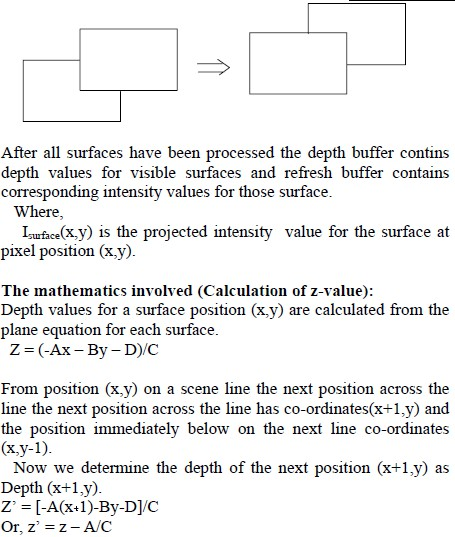 After all surfaces have been processed the depth buffer contins
depth values for visible surfaces and refresh buffer contains
corresponding intensity values for those surface.
Where,
Isurface(x,y) is the projected intensity value for the surface at
pixel position (x,y).
The mathematics involved (Calculation of z-value):
Depth values for a surface position (x,y) are calculated from the
plane equation for each surface.
Z = (-Ax – By – D)/C
From position (x,y) on a scene line the next position across the
line the next position across the line has co-ordinates(x+1,y) and
the position immediately below on the next line co-ordinates
(x,y-1).
Now we determine the depth of the next position (x+1,y) as
Depth (x+1,y).
Z’ = [-A(x+1)-By-D]/C
Or, z’ = z – A/C